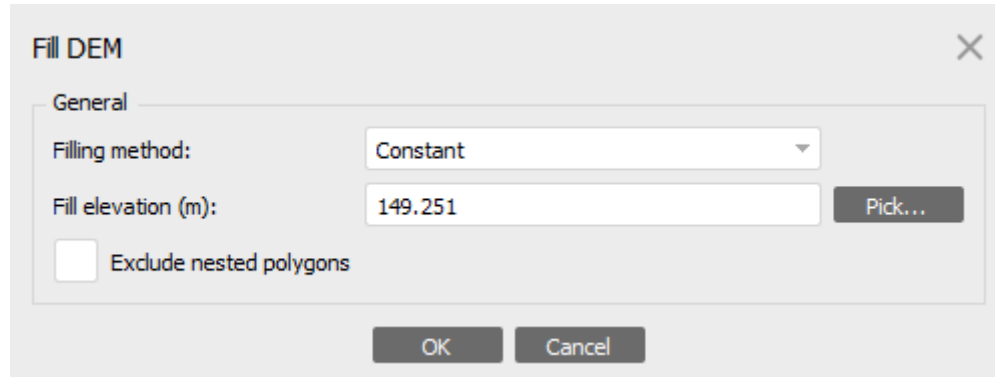 Fill DEM
General
Filling method: Constant
Fill elevation (m): 149.251 Pick...
Exclude nested polygons
OK Cancel